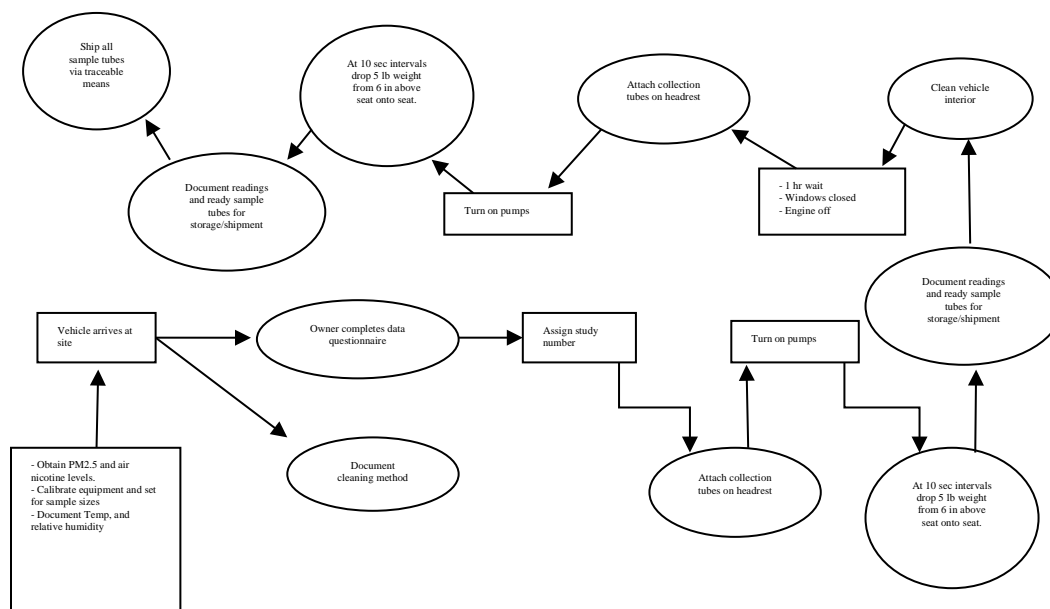 Ship all
sample tubes
via traceable
means
At 10 sec intervals
drop 5 lb weight
from 6 in above
seat onto seat.
Attach collection
tubes on headrest
Clean vehicle
interior
Document readings
and ready sample
tubes for
storage/shipment
Turn on pumps
- 1 hr wait
- Windows closed
- Engine off
Document readings
and ready sample
tubes for
storage/shipment
Vehicle arrives at
site
Owner completes data
questionnaire
Assign study
number
Turn on pumps
- Obtain PM2.5 and air
nicotine levels.
- Calibrate equipment and set
for sample sizes
- Document Temp, and
relative humidity
Document
cleaning method
Attach collection
tubes on headrest
At 10 sec intervals
drop 5 lb weight
from 6 in above
seat onto seat.